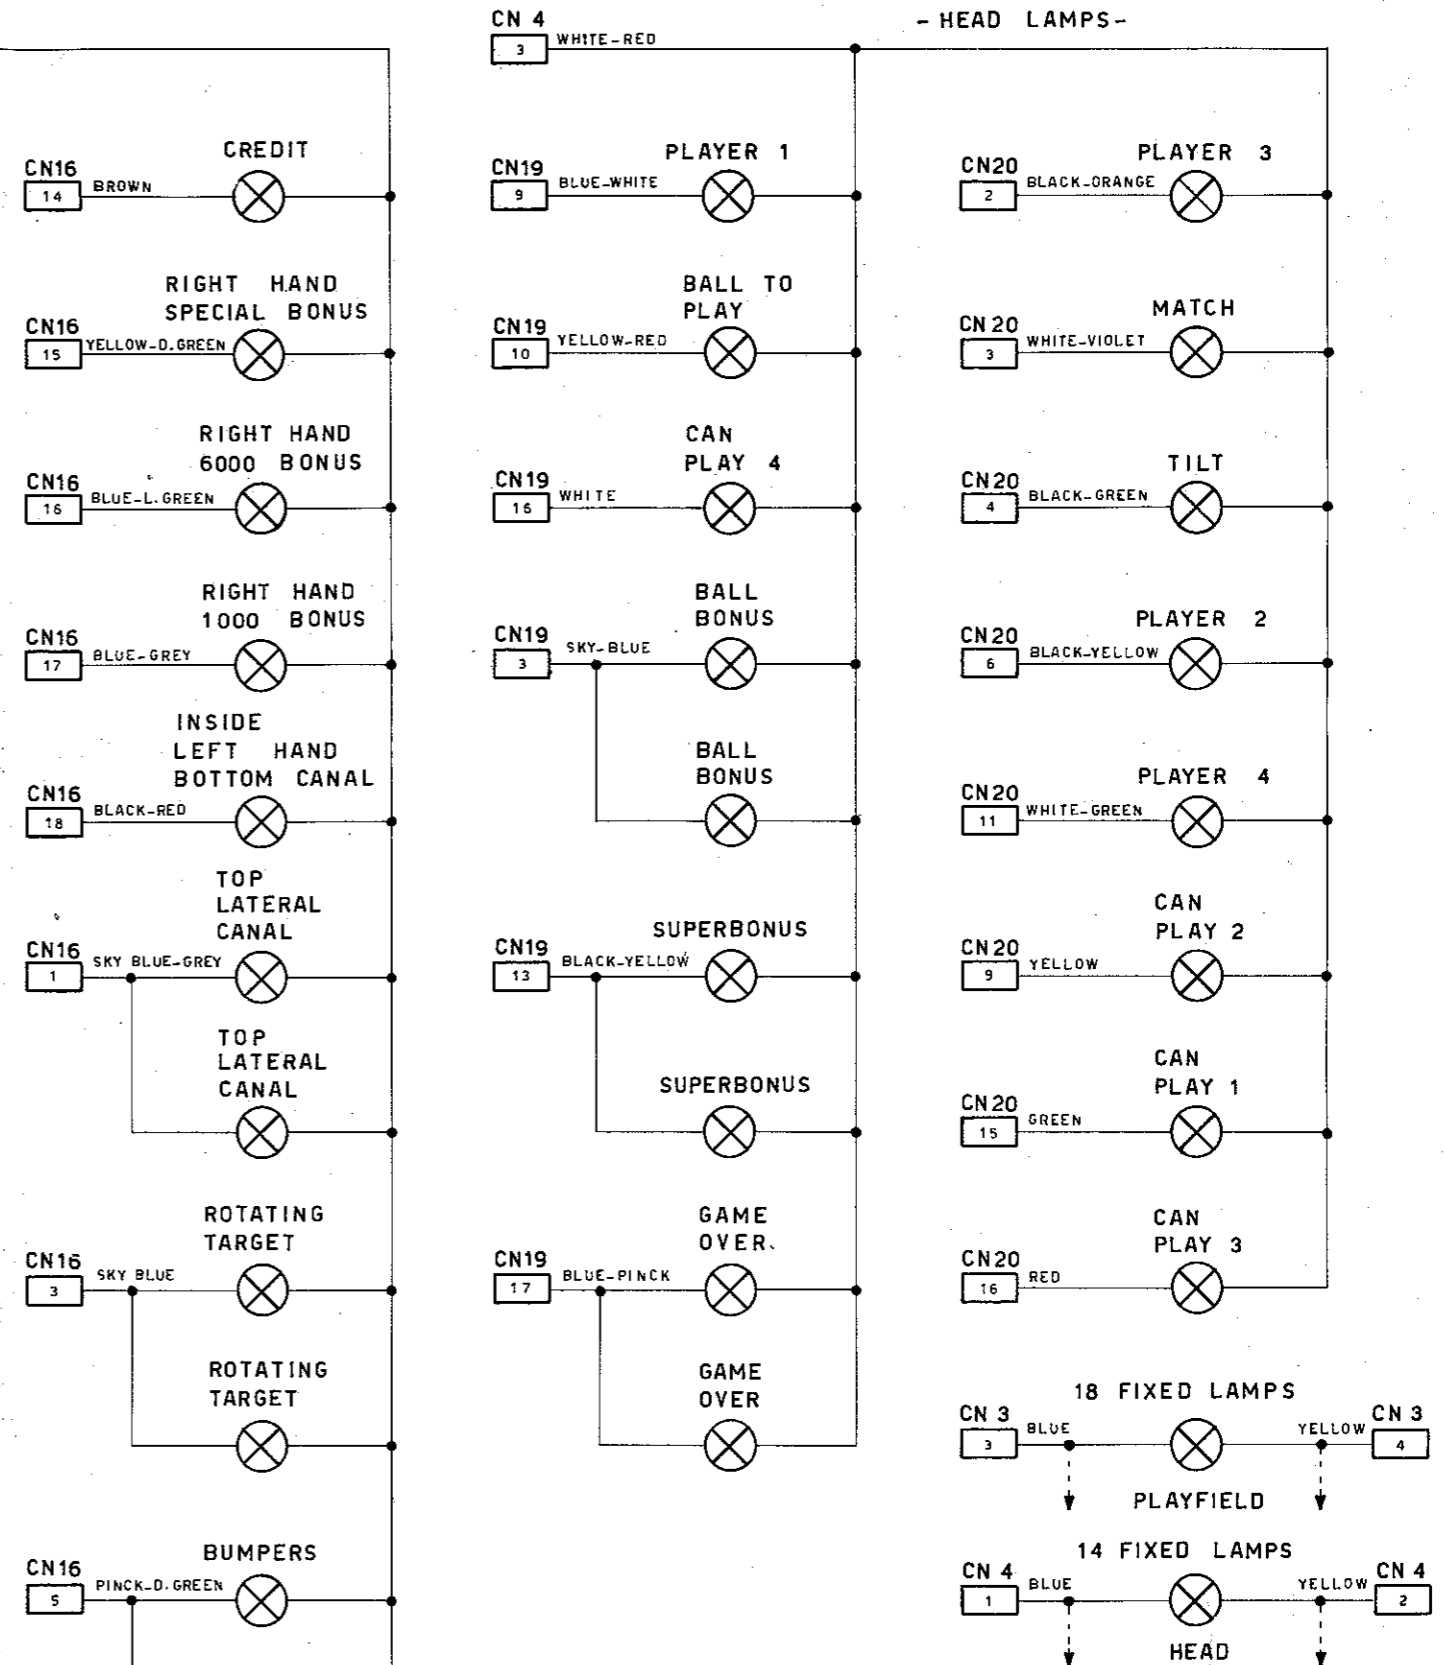 CREDIT
CN16
14 BROWN
RIGHT HAND
SPECIAL BONUS
CN16
15 YELLOW-D.GREEN
RIGHT HAND
6000 BONUS
CN16
16 BLUE-L.GREEN
RIGHT HAND
1000 BONUS
CN16
17 BLUE-GREY
INSIDE
LEFT HAND
BOTTOM CANAL
CN16
18 BLACK-RED
TOP
LATERAL
CANAL
CN16
1 SKY BLUE-GREY
TOP
LATERAL
CANAL
ROTATING
TARGET
CN16
3 SKY BLUE
ROTATING
TARGET
BUMPERS
CN16
5 PINCK-D.GREEN
CN 4
3 WHITE-RED
-HEAD LAMPS-
PLAYER 1
CN19
9 BLUE-WHITE
BALL TO
PLAY
CN19
10 YELLOW-RED
CAN
PLAY 4
CN19
16 WHITE
BALL
BONUS
CN19
3 SKY-BLUE
BALL
BONUS
SUPERBONUS
CN19
13 BLACK-YELLOW
SUPERBONUS
GAME
OVER.
CN19
17 BLUE-PINCK
GAME
OVER
PLAYER 3
CN20
2 BLACK-ORANGE
MATCH
CN20
3 WHITE-VIOLET
TILT
CN20
4 BLACK-GREEN
PLAYER 2
CN20
6 BLACK-YELLOW
PLAYER 4
CN20
11 WHITE-GREEN
CAN
PLAY 2
CN20
9 YELLOW
CAN
PLAY 1
CN20
15 GREEN
CAN
PLAY 3
CN20
16 RED
18 FIXED LAMPS
CN 3 CN 3
3 BLUE YELLOW 4
PLAYFIELD
14 FIXED LAMPS
CN 4 CN 4
1 BLUE YELLOW 2
HEAD